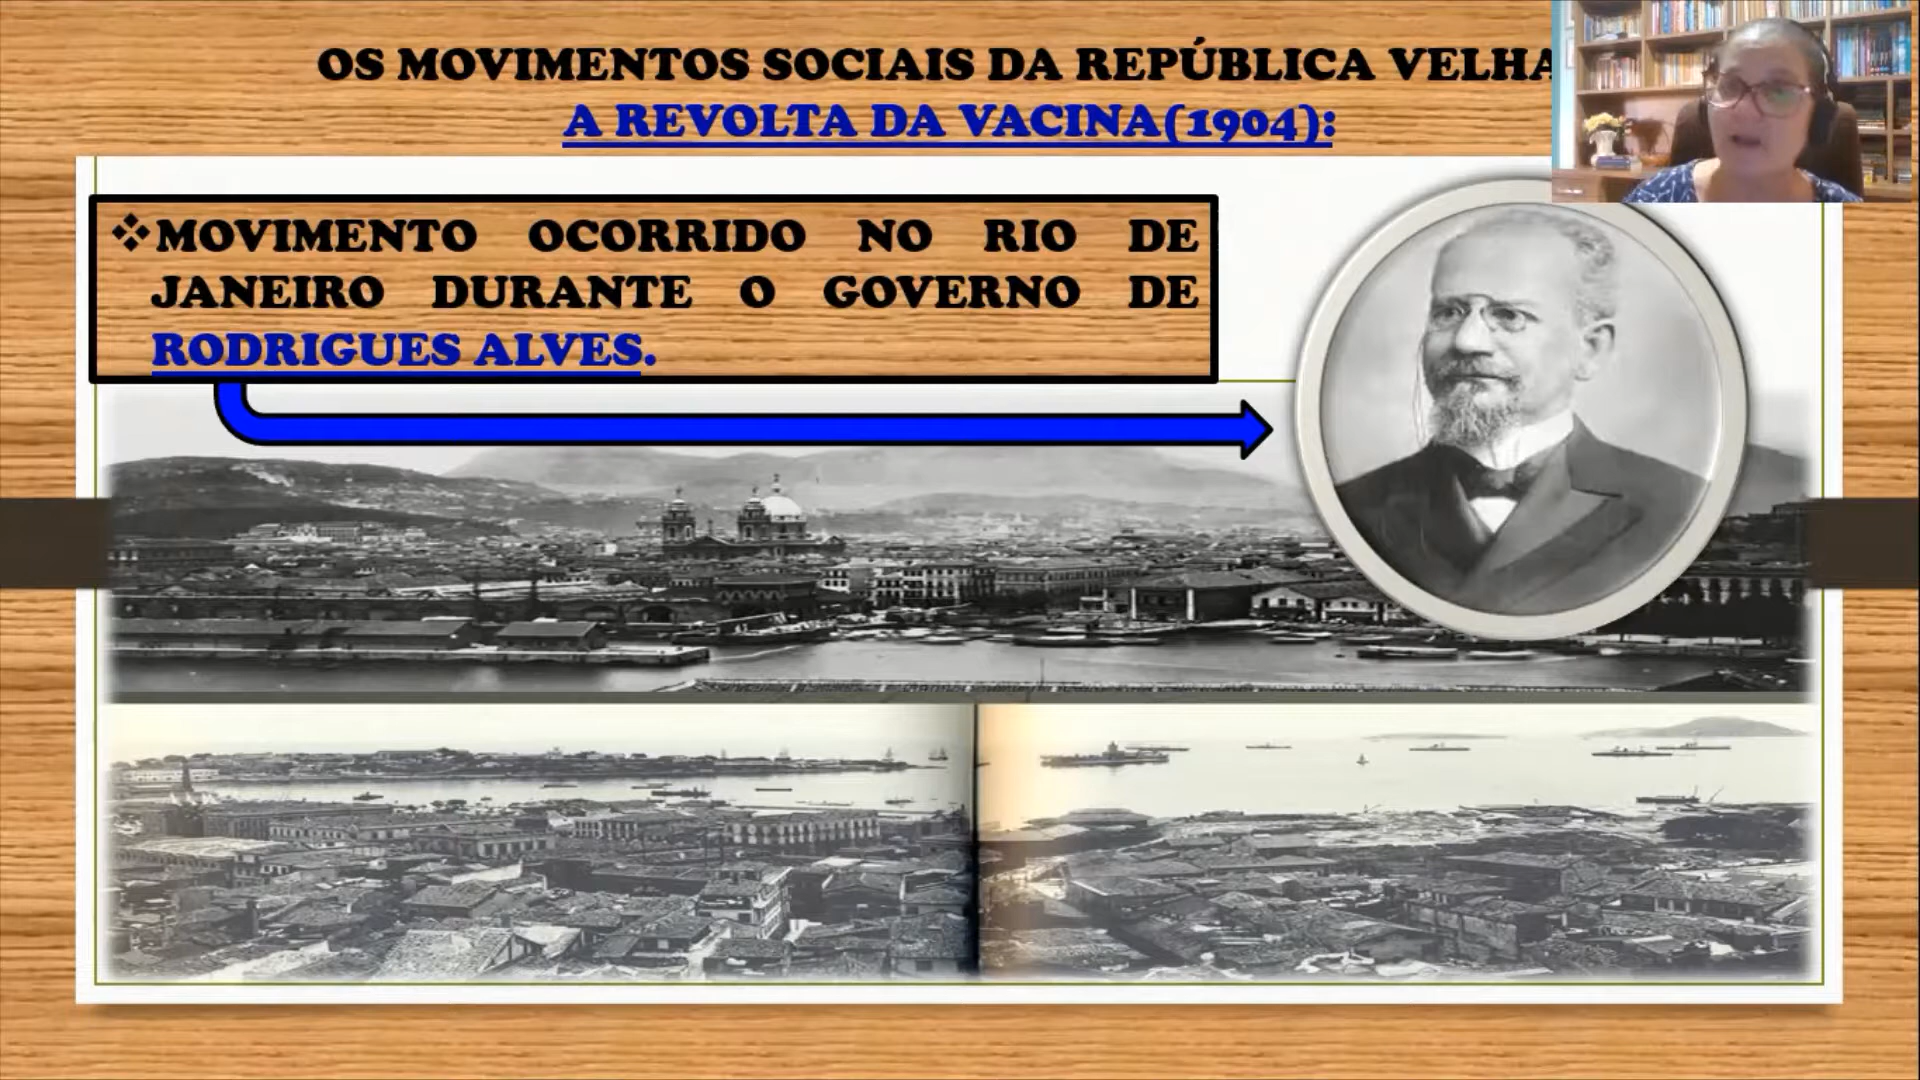 OS MOVIMENTOS SOCIAIS DA REPÚBLICA VELHA
A REVOLTA DA VACINA(1904):
❖MOVIMENTO OCORRIDO NO RIO DE
JANEIRO DURANTE O GOVERNO DE
RODRIGUES ALVES.